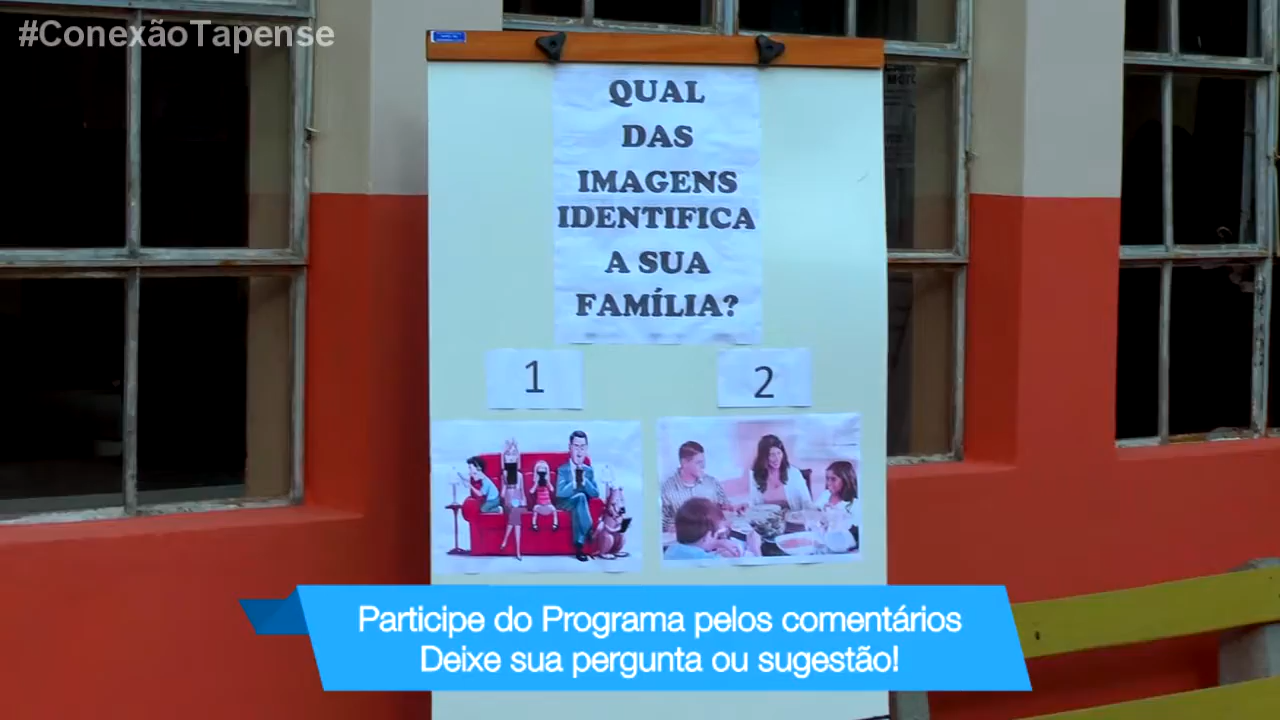 #ConexãoTapense
QUAL
DAS
IMAGENS
IDENTIFICA
A SUA
FAMÍLIA?
1
2
Participe do Programa pelos comentários
Deixe sua pergunta ou sugestão!